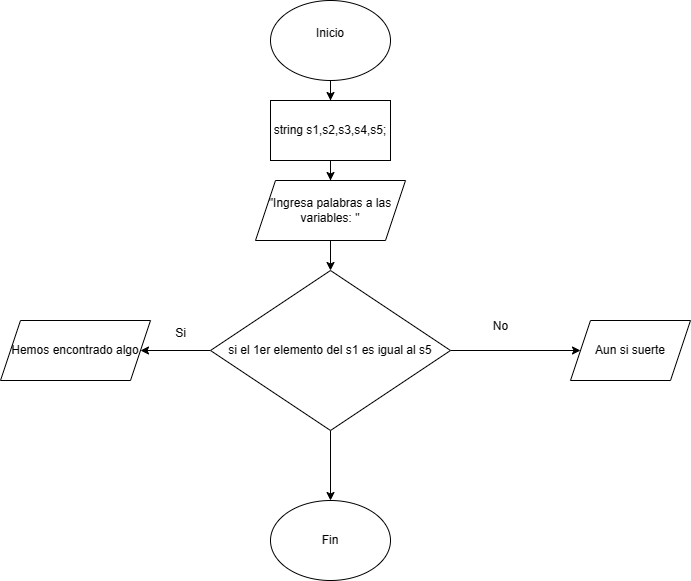 Inicio
string s1,s2,s3,s4,s5;
"Ingresa palabras a las
variables: "
Si
No
Hemos encontrado algo
si el 1er elemento del s1 es igual al s5
Aun si suerte
Fin